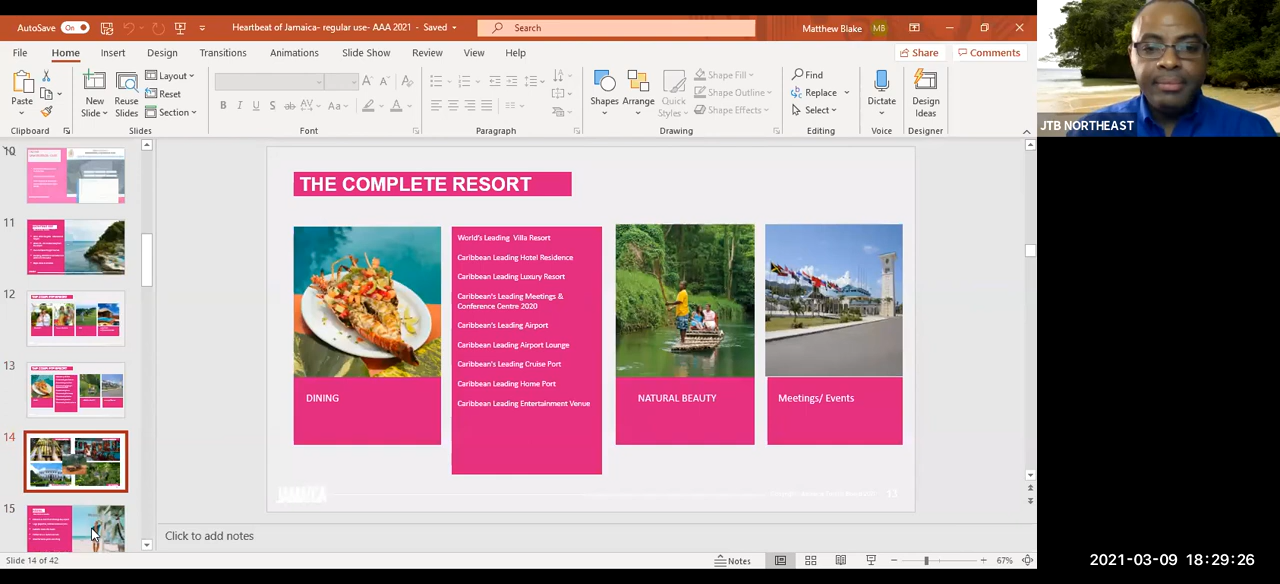 AutoSave
On
Heartbeat of Jamaica- regular use- AAA 2021 - Saved
Search
Matthew Blake
MB
File
Home
Insert
Design
Transitions
Animations
Slide Show
Review
View
Help
Share
Comments
Paste
Clipboard
New
Slide
Reuse
Slides
Layout
Reset
Section
Slides
B
I
U
S
ab
AV
Aa
A
Font
Paragraph
Shapes
Arrange
Quick
Styles
Shape Fill
Shape Outline
Shape Effects
Drawing
Find
Replace
Select
Editing
Dictate
Voice
Design
Ideas
Designer
JTB NORTHEAST
10
11
12
13
14
15
THE COMPLETE RESORT
DINING
World's Leading Villa Resort
Caribbean Leading Hotel Residence
Caribbean Leading Luxury Resort
Caribbean's Leading Meetings &
Conference Centre 2020
Caribbean's Leading Airport
Caribbean Leading Airport Lounge
Caribbean's Leading Cruise Port
Caribbean Leading Home Port
Caribbean Leading Entertainment Venue
NATURAL BEAUTY
Meetings/ Events
JAMAICA
13
Click to add notes
Slide 14 of 42
Notes
67%
2021-03-09 18:29:26